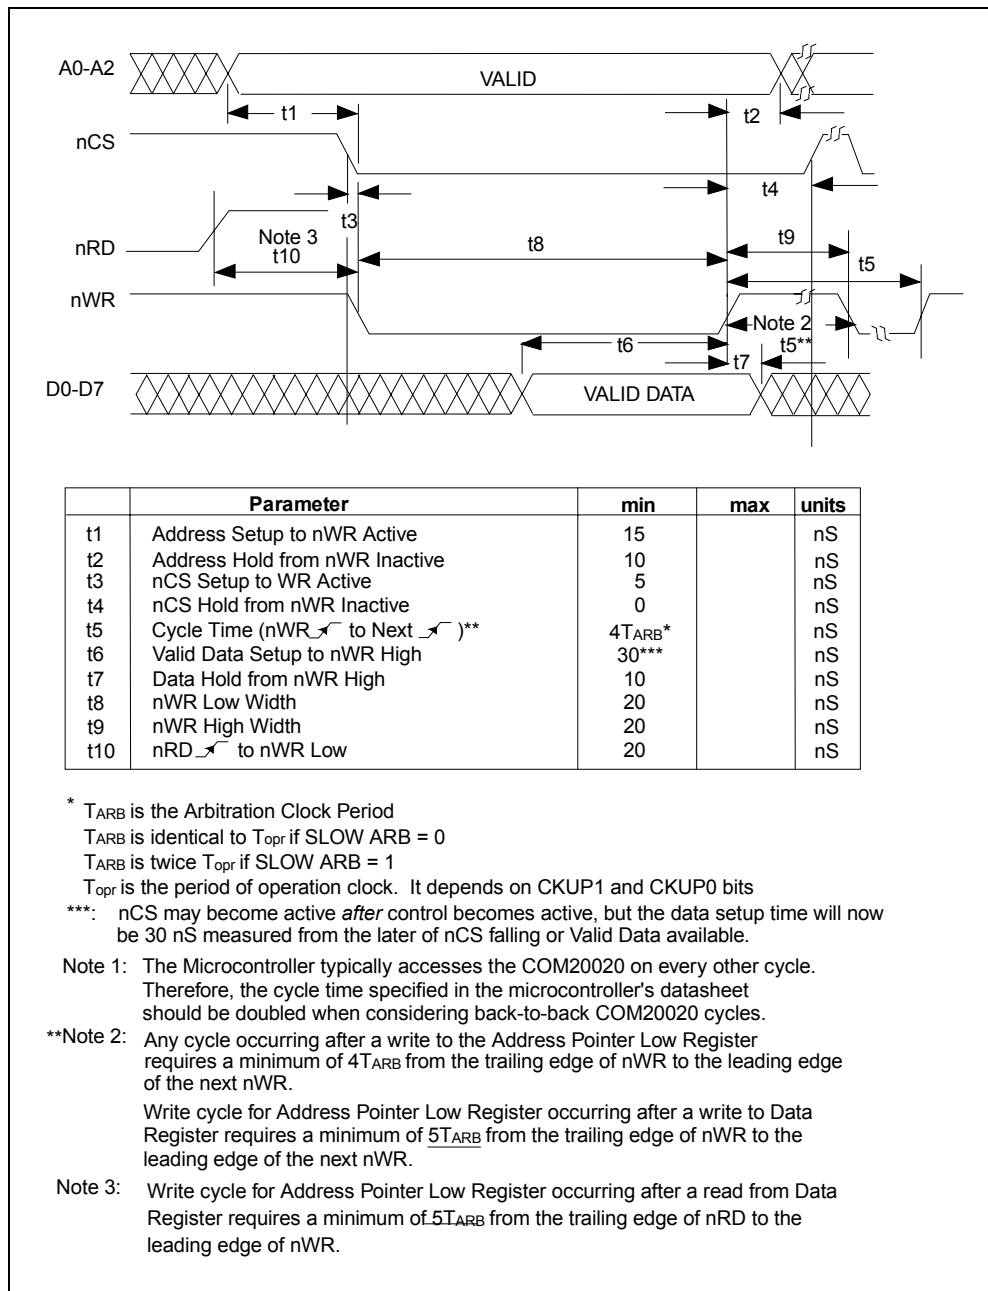 A0-A2
VALID
t1
t2
nCS
t4
t3
nRD
Note 3
t10
t8
t9
t5
nWR
Note 2
t6
t5**
t7
D0-D7
VALID DATA
Parameter min max units
t1 Address Setup to nWR Active 15 nS
t2 Address Hold from nWR Inactive 10 nS
t3 nCS Setup to WR Active 5 nS
t4 nCS Hold from nWR Inactive 0 nS
t5 Cycle Time (nWR to Next )** 4TARB* nS
t6 Valid Data Setup to nWR High 30*** nS
t7 Data Hold from nWR High 10 nS
t8 nWR Low Width 20 nS
t9 nWR High Width 20 nS
t10 nRD to nWR Low 20 nS
* TARB is the Arbitration Clock Period
TARB is identical to Topr if SLOW ARB = 0
TARB is twice Topr if SLOW ARB = 1
Topr is the period of operation clock. It depends on CKUP1 and CKUP0 bits
***: nCS may become active after control becomes active, but the data setup time will now
be 30 nS measured from the later of nCS falling or Valid Data available.
Note 1: The Microcontroller typically accesses the COM20020 on every other cycle.
Therefore, the cycle time specified in the microcontroller's datasheet
should be doubled when considering back-to-back COM20020 cycles.
**Note 2: Any cycle occurring after a write to the Address Pointer Low Register
requires a minimum of 4TARB from the trailing edge of nWR to the leading edge
of the next nWR.
Write cycle for Address Pointer Low Register occurring after a write to Data
Register requires a minimum of 5TARB from the trailing edge of nWR to the
leading edge of the next nWR.
Note 3: Write cycle for Address Pointer Low Register occurring after a read from Data
Register requires a minimum of 5TARB from the trailing edge of nRD to the
leading edge of nWR.